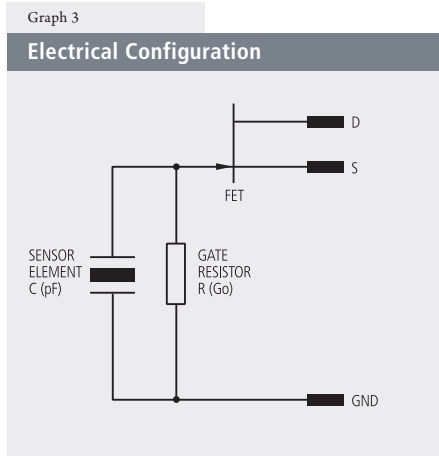 Graph 3
Electrical Configuration
D
S
FET
SENSOR
ELEMENT
C (pF)
GATE
RESISTOR
R (Go)
GND